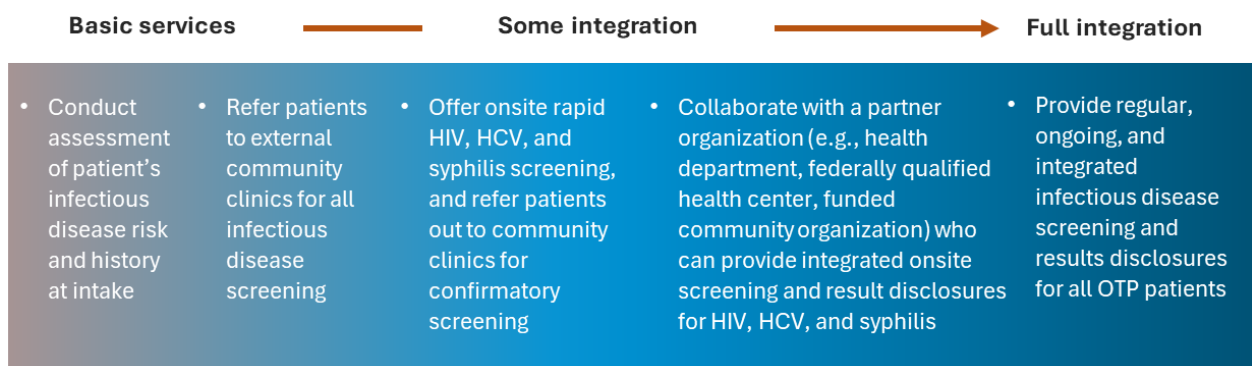 Basic services
Some integration
Full integration
• Conduct
assessment
of patient's
infectious
disease risk
and history
at intake
• Refer patients
to external
community
clinics for all
infectious
disease
screening
• Offer onsite rapid
HIV, HCV, and
syphilis screening,
and refer patients
out to community
clinics for
confirmatory
screening
• Collaborate with a partner
organization (e.g., health
department, federally qualified
health center, funded
community organization) who
can provide integrated onsite
screening and result disclosures
for HIV, HCV, and syphilis
• Provide regular,
ongoing, and
integrated
infectious disease
screening and
results disclosures
for all OTP patients